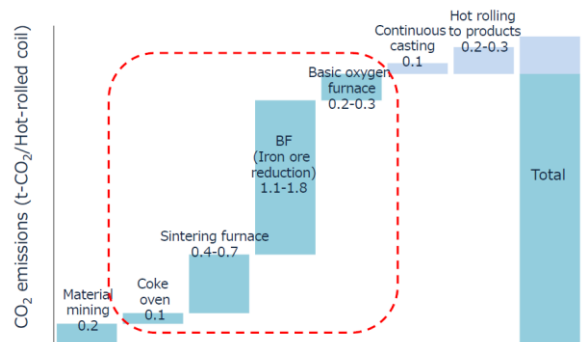 CO₂ emissions (t-CO₂/Hot-rolled coil)
Material
mining
0.2
Coke
oven
0.1
Sintering furnace
0.4-0.7
BF
(Iron ore
reduction)
1.1-1.8
Basic oxygen
furnace
0.2-0.3
Continuous
casting
0.1
Hot rolling
to products
0.2-0.3
Total